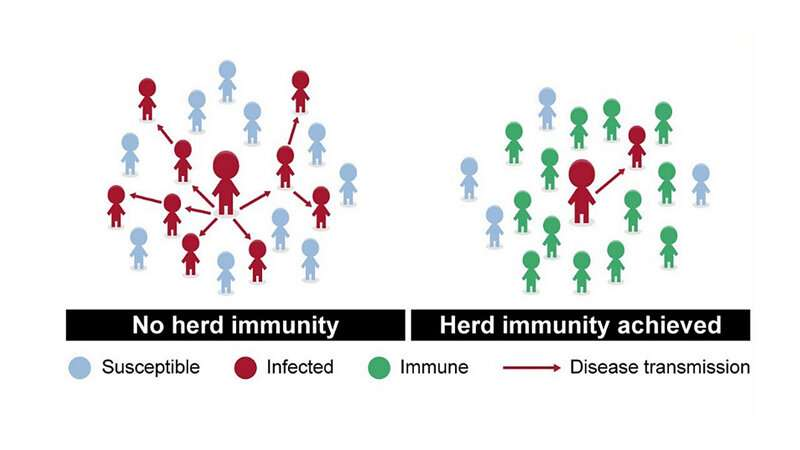 No herd immunity
Herd immunity achieved
Susceptible
Infected
Immune
Disease transmission